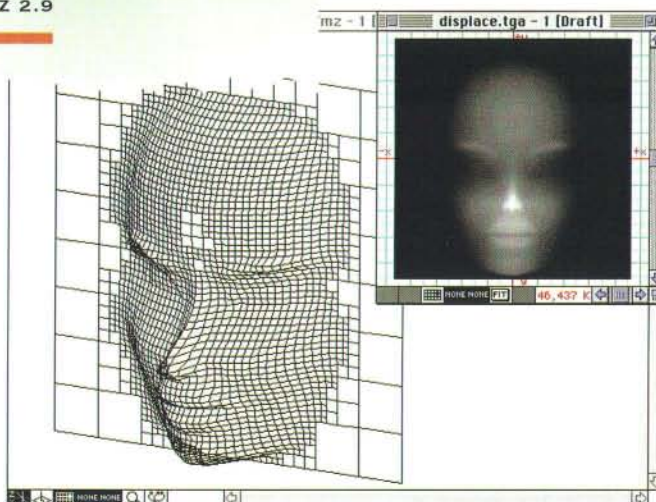 Z 2.9
mz - 1 [
displace.tga - 1 [Draft]
-x
+x
NONE NONE FIT
46,437 K
NONE NONE